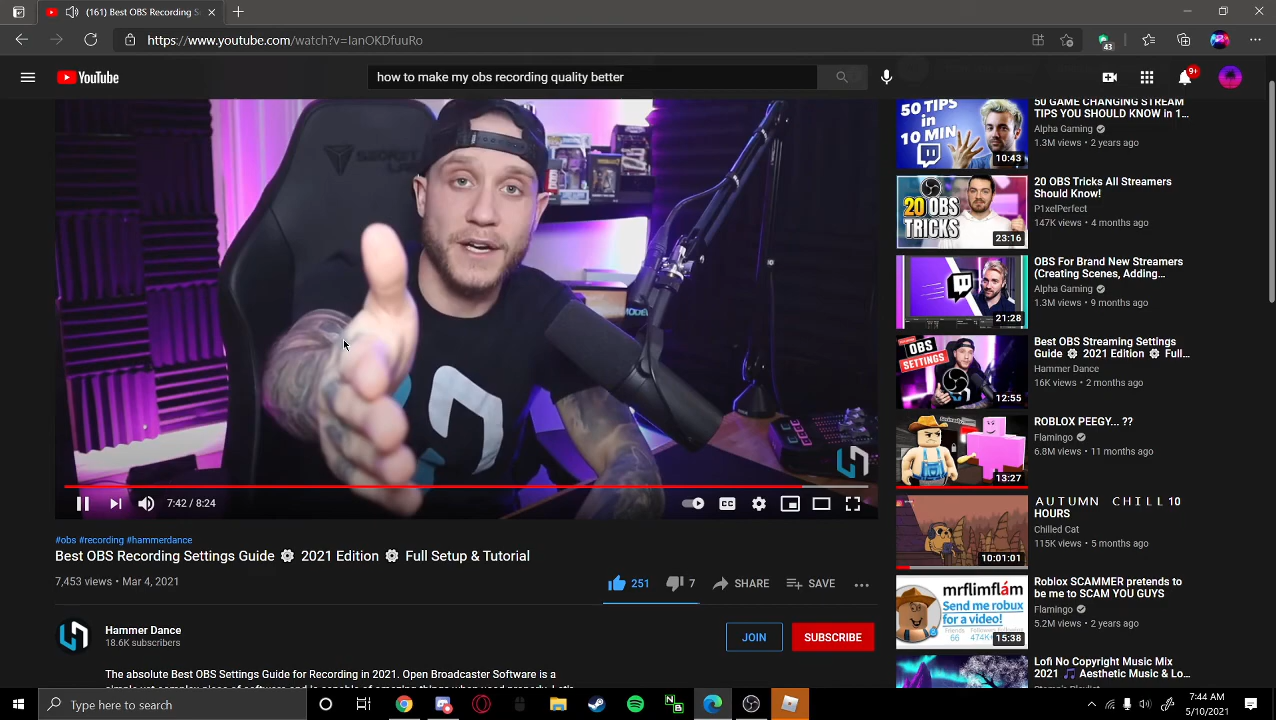 (161) Best OBS Recording S
https://www.youtube.com/watch?v=IanOKDfuuRo
43
YouTube
how to make my obs recording quality better
9+
SECRET
MODEL
7:42 / 8:24
CC
#obs #recording #hammerdance
Best OBS Recording Settings Guide ⚙ 2021 Edition ⚙ Full Setup & Tutorial
7,453 views • Mar 4, 2021
251
7
SHARE
SAVE
Hammer Dance
18.6K subscribers
JOIN
SUBSCRIBE
The absolute Best OBS Settings Guide for Recording in 2021. Open Broadcaster Software is a
50 TIPS
in
10 MIN
10:43
50 GAME CHANGING STREAM
TIPS YOU SHOULD KNOW in 1...
Alpha Gaming
1.3M views • 2 years ago
20 OBS
TRICKS
23:16
20 OBS Tricks All Streamers
Should Know!
P1xelPerfect
147K views • 4 months ago
21:28
OBS For Brand New Streamers
(Creating Scenes, Adding...
Alpha Gaming
1.3M views • 9 months ago
OBS
SETTINGS
12:55
Best OBS Streaming Settings
Guide ⚙ 2021 Edition ⚙ Full...
Hammer Dance
16K views • 2 months ago
13:27
ROBLOX PEEGY... ??
Flamingo
6.8M views • 11 months ago
10:01:01
AUTUMN CHILL 10
HOURS
Chilled Cat
115K views • 5 months ago
mrflimflám
Send me robux
for a video!
Friends
66
474K+
15:38
Roblox SCAMMER pretends to
be me to SCAM YOU GUYS
Flamingo
5.2M views • 2 years ago
Lofi No Copyright Music Mix
2021 🎵 Aesthetic Music & Lo...
Type here to search
N
B
7:44 AM
5/10/2021